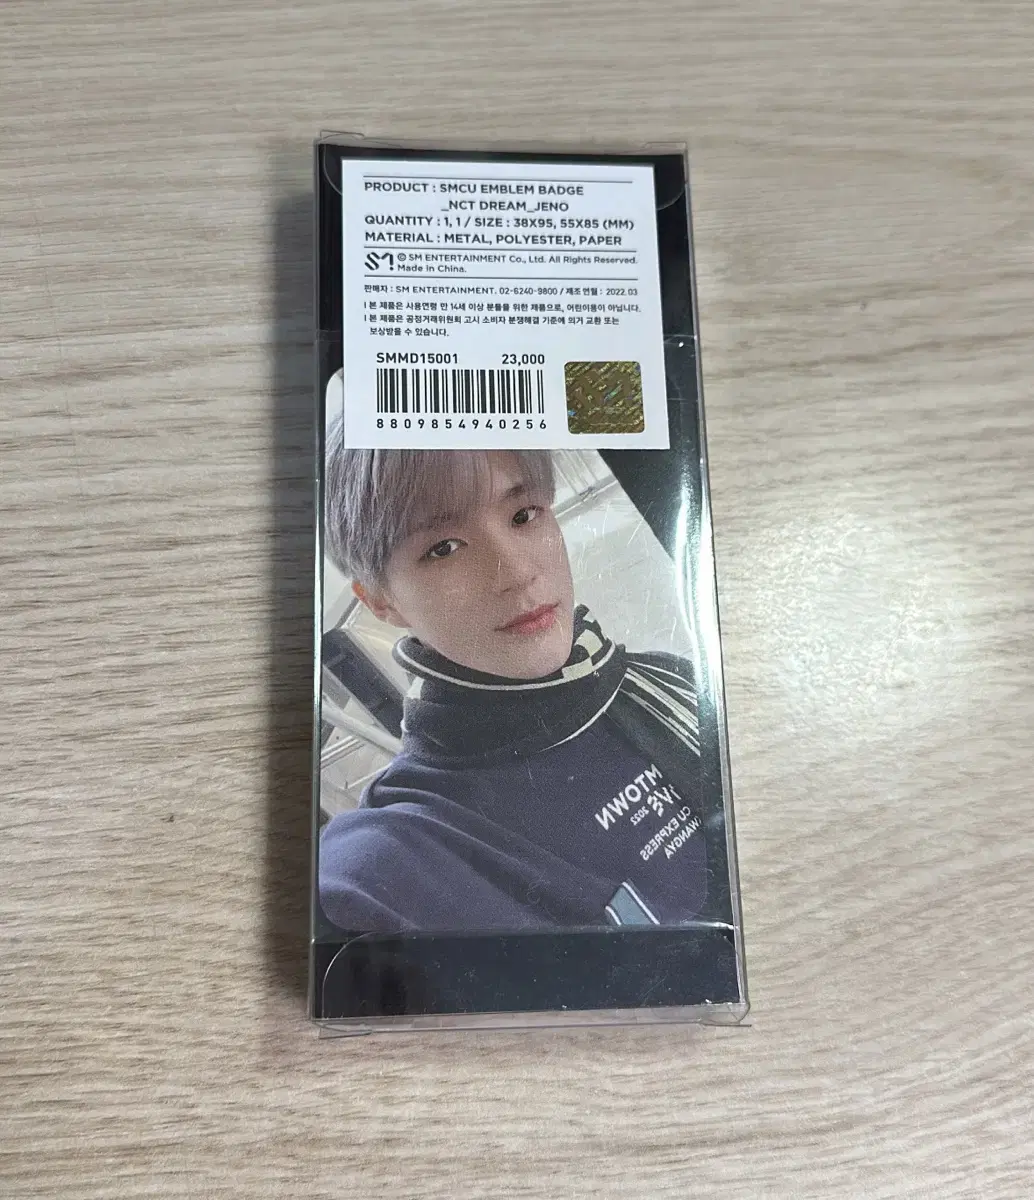 PRODUCT : SMCU EMBLEM BADGE
_NCT DREAM_JENO
QUANTITY : 1, 1 / SIZE : 38X95, 55X85 (MM)
MATERIAL : METAL, POLYESTER, PAPER
SM © SM ENTERTAINMENT Co., Ltd. All Rights Reserved.
Made in China.
판매자 : SM ENTERTAINMENT. 02-6240-9800 / 제조 연월 : 2022.03
I 본 제품은 사용연령 만 14세 이상 분들을 위한 제품으로, 어린이용이 아닙니다.
I 본 제품은 공정거래위원회 고시 소비자 분쟁해결 기준에 의거 교환 또는
보상받을 수 있습니다.
SMMD15001 23,000
8809854940256
MTOWN
2022
CU EXPRESS
WANGYA